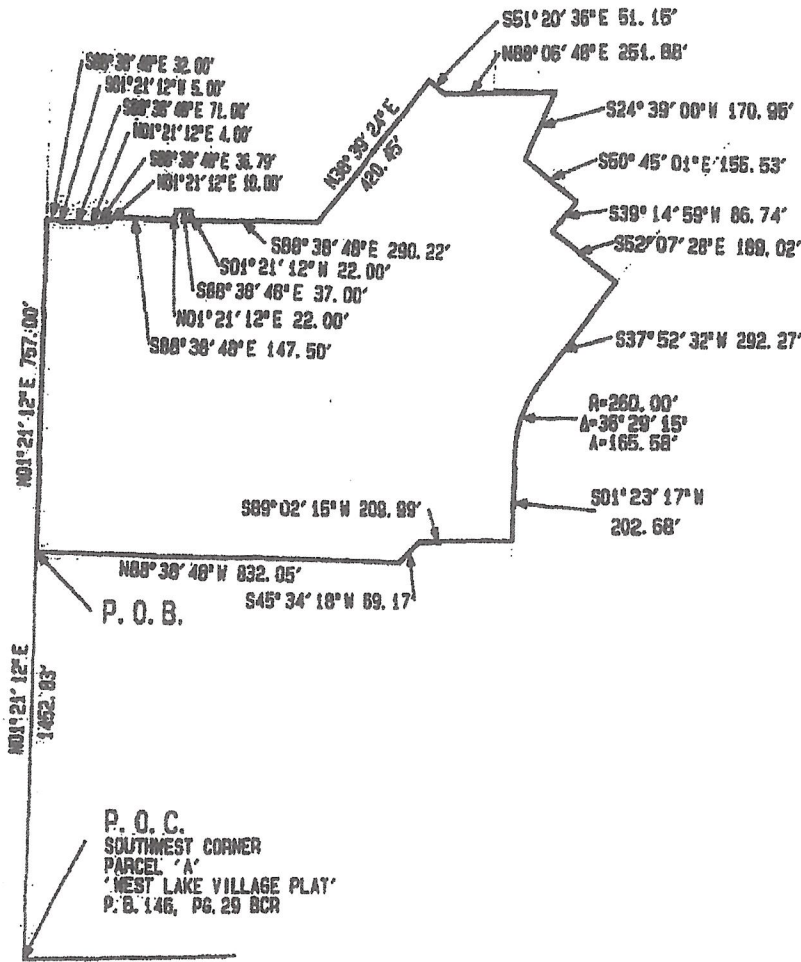 S51°20'36"E 51.15'
N88°06'48"E 251.88'
S88°38'48"E 32.00'
S01°21'12"W 5.00'
S88°38'48"E 71.00'
N01°21'12"E 4.00'
S88°38'48"E 36.79'
N01°21'12"E 10.00'
N38°39'24"E
420.45'
S24°39'00"W 170.95'
S50°45'01"E 155.53'
S39°14'59"W 86.74'
S52°07'28"E 189.02'
S88°38'48"E 290.22'
S01°21'12"W 22.00'
S88°38'48"E 37.00'
N01°21'12"E 22.00'
S88°38'48"E 147.50'
S37°52'32"W 292.27'
N01°21'12"E 767.00'
R=260.00'
Δ=36°29'15"
A=165.58'
S01°23'17"W
202.68'
S89°02'15"W 209.99'
N88°38'48"W 832.05'
S45°34'18"W 69.17'
P.O.B.
N01°21'12"E
1452.83'
P.O.C.
SOUTHWEST CORNER
PARCEL 'A'
'WEST LAKE VILLAGE PLAT'
P.B. 146, PG. 29 BCR